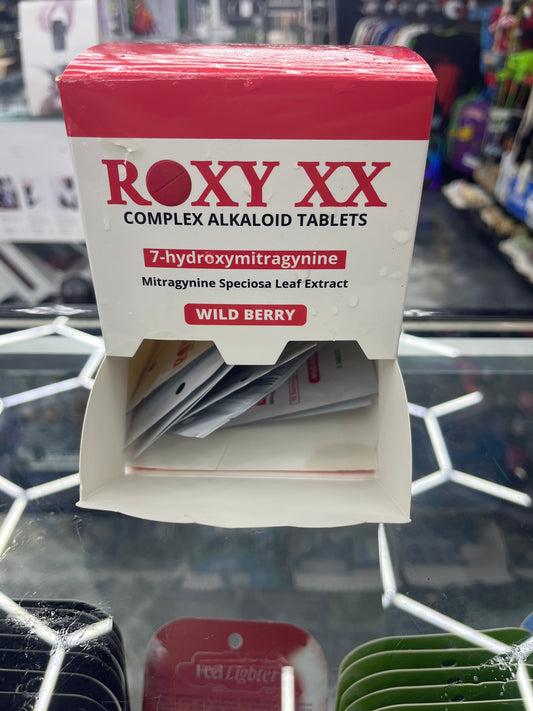 ROXY XX
COMPLEX ALKALOID TABLETS
7-hydroxymitragynine
Mitragynine Speciosa Leaf Extract
WILD BERRY
Feel Lighter